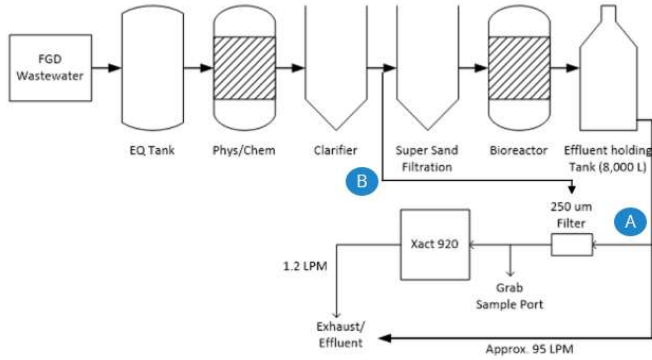 FGD
Wastewater
EQ Tank
Phys/Chem
Clarifier
Super Sand
Filtration
Bioreactor
Effluent holding
Tank (8,000 L)
B
250 um
Filter
A
Xact 920
1.2 LPM
Grab
Sample Port
Exhaust/
Effluent
Approx. 95 LPM